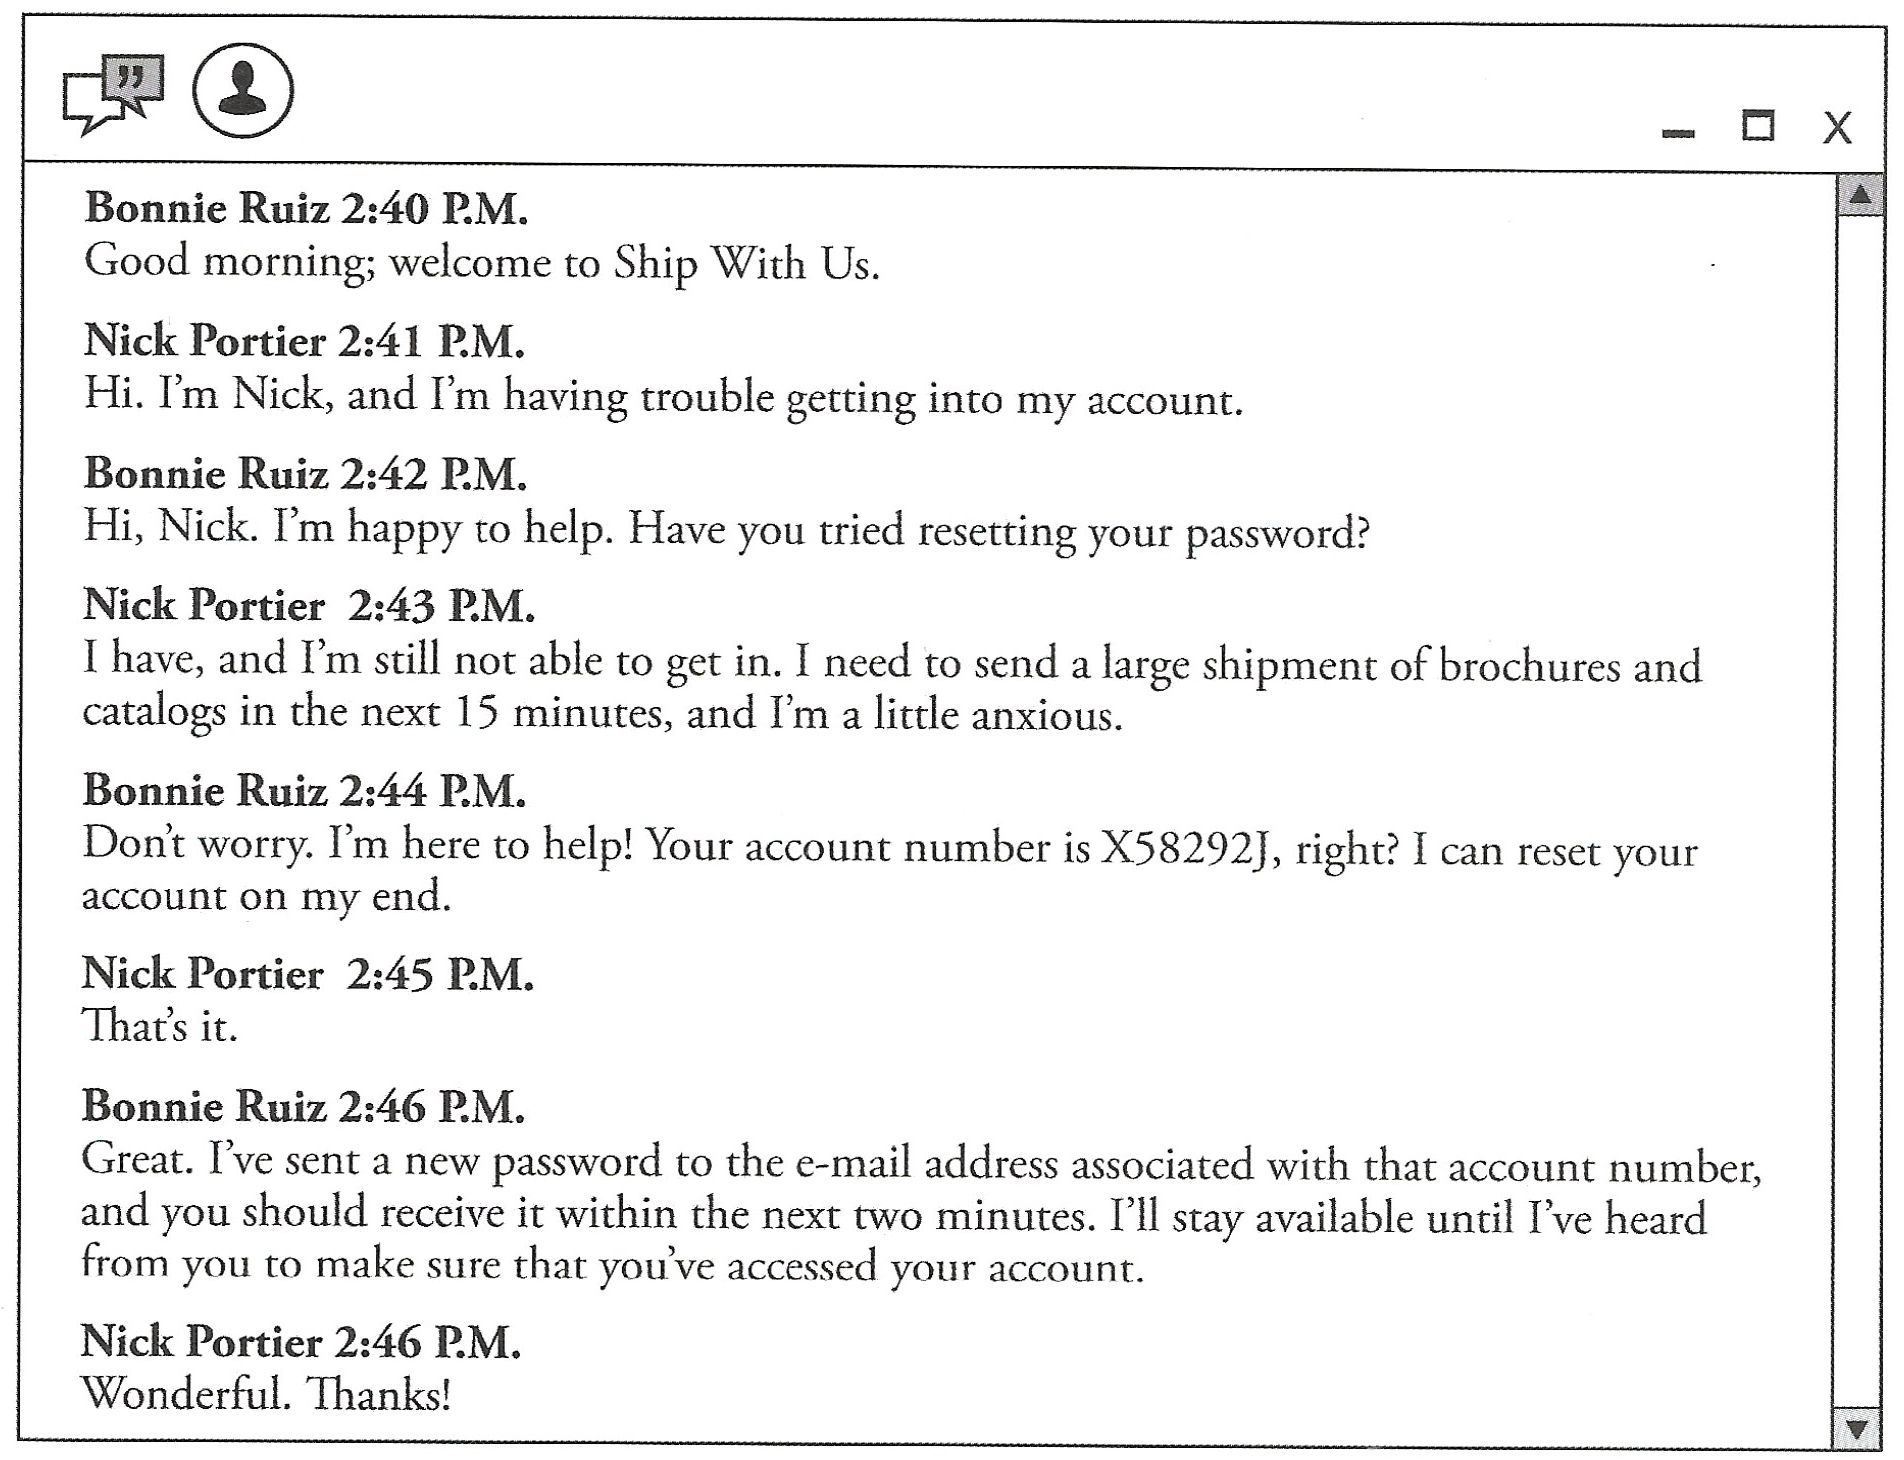 Bonnie Ruiz 2:40 P.M.
Good morning; welcome to Ship With Us.
Nick Portier 2:41 P.M.
Hi. I'm Nick, and I'm having trouble getting into my account.
Bonnie Ruiz 2:42 P.M.
Hi, Nick. I'm happy to help. Have you tried resetting your password?
Nick Portier 2:43 P.M.
I have, and I'm still not able to get in. I need to send a large shipment of brochures and
catalogs in the next 15 minutes, and I'm a little anxious.
Bonnie Ruiz 2:44 P.M.
Don't worry. I'm here to help! Your account number is X58292J, right? I can reset your
account on my end.
Nick Portier 2:45 P.M.
That's it.
Bonnie Ruiz 2:46 P.M.
Great. I've sent a new password to the e-mail address associated with that account number,
and you should receive it within the next two minutes. I'll stay available until I've heard
from you to make sure that you've accessed your account.
Nick Portier 2:46 P.M.
Wonderful. Thanks!